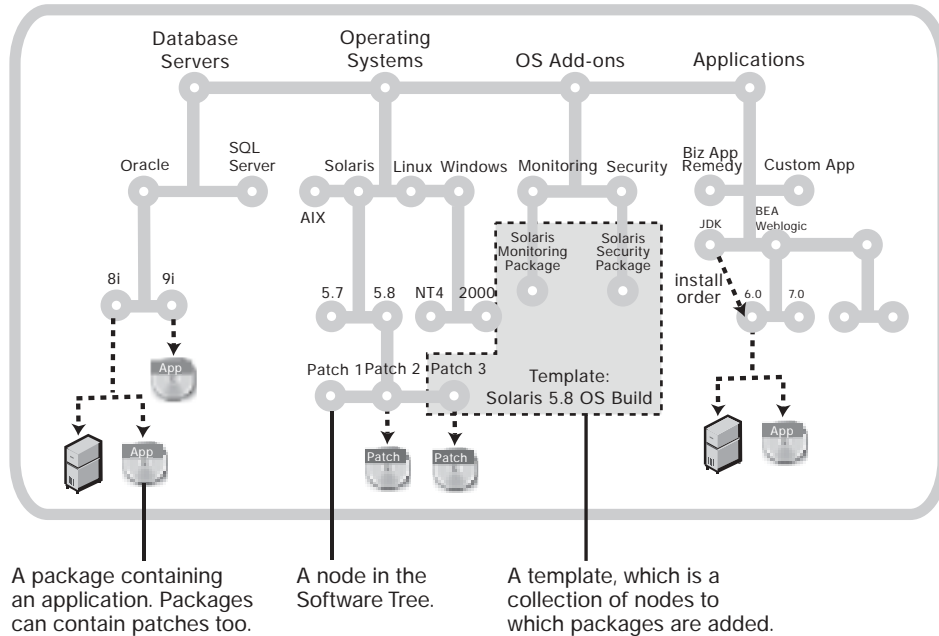 Database
Servers
Operating
Systems
OS Add-ons
Applications
Oracle
SQL
Server
Solaris
Linux
Windows
AIX
Monitoring
Security
Biz App
Remedy
Custom App
JDK
BEA
Weblogic
Solaris
Monitoring
Package
Solaris
Security
Package
install
order
8i
9i
5.7
5.8
NT4
2000
6.0
7.0
App
Patch 1
Patch 2
Patch 3
Template:
Solaris 5.8 OS Build
App
Patch
Patch
App
A package containing
an application. Packages
can contain patches too.
A node in the
Software Tree.
A template, which is a
collection of nodes to
which packages are added.